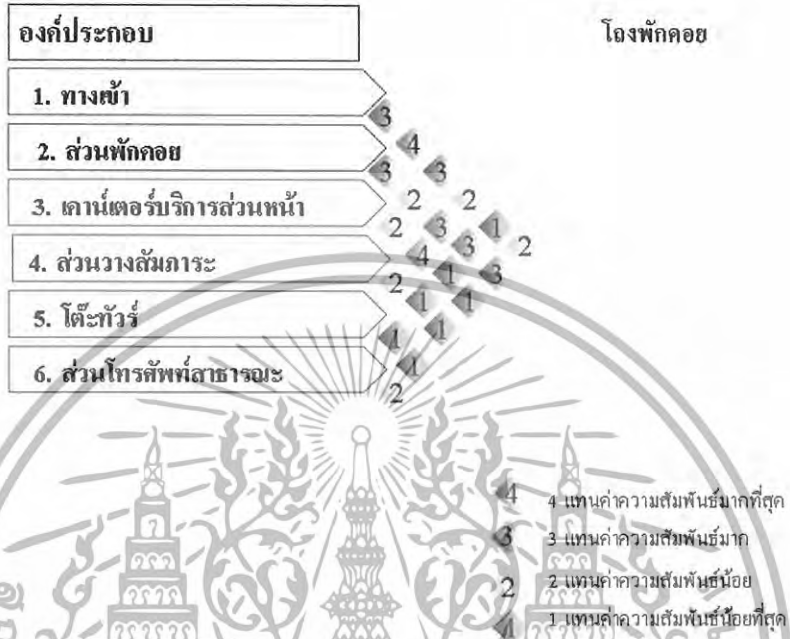 องค์ประกอบ
โถงพักคอย
1. ทางเข้า
3
2. ส่วนพักคอย
4
3 3
3. เคาน์เตอร์บริการส่วนหน้า
2 2
2 3 1
4. ส่วนวางสัมภาระ
4 3 2
2 1 3
5. โต๊ะทัวร์
1 1
1 1
6. ส่วนโทรศัพท์สาธารณะ
1
2
4 4 แทนค่าความสัมพันธ์มากที่สุด
3 3 แทนค่าความสัมพันธ์มาก
2 2 แทนค่าความสัมพันธ์น้อย
1 1 แทนค่าความสัมพันธ์น้อยที่สุด